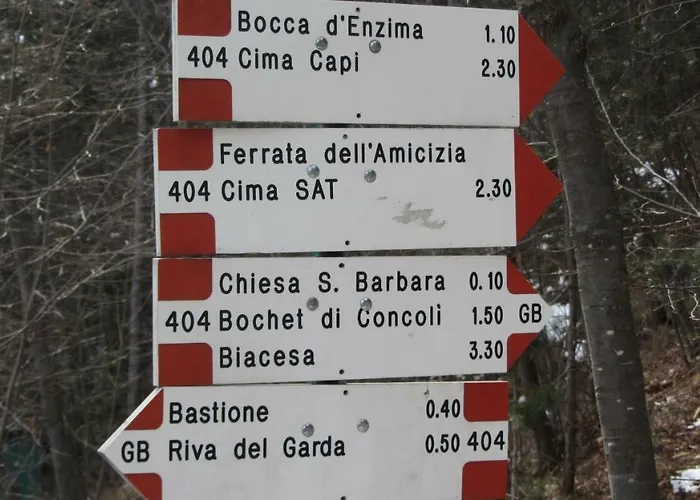 Bocca d'Enzima 1.10
404 Cima Capi 2.30
Ferrata dell'Amicizia
404 Cima SAT 2.30
Chiesa S. Barbara 0.10
404 Bochet di Concolì 1.50 GB
Biacesa 3.30
Bastione 0.40
GB Riva del Garda 0.50 404